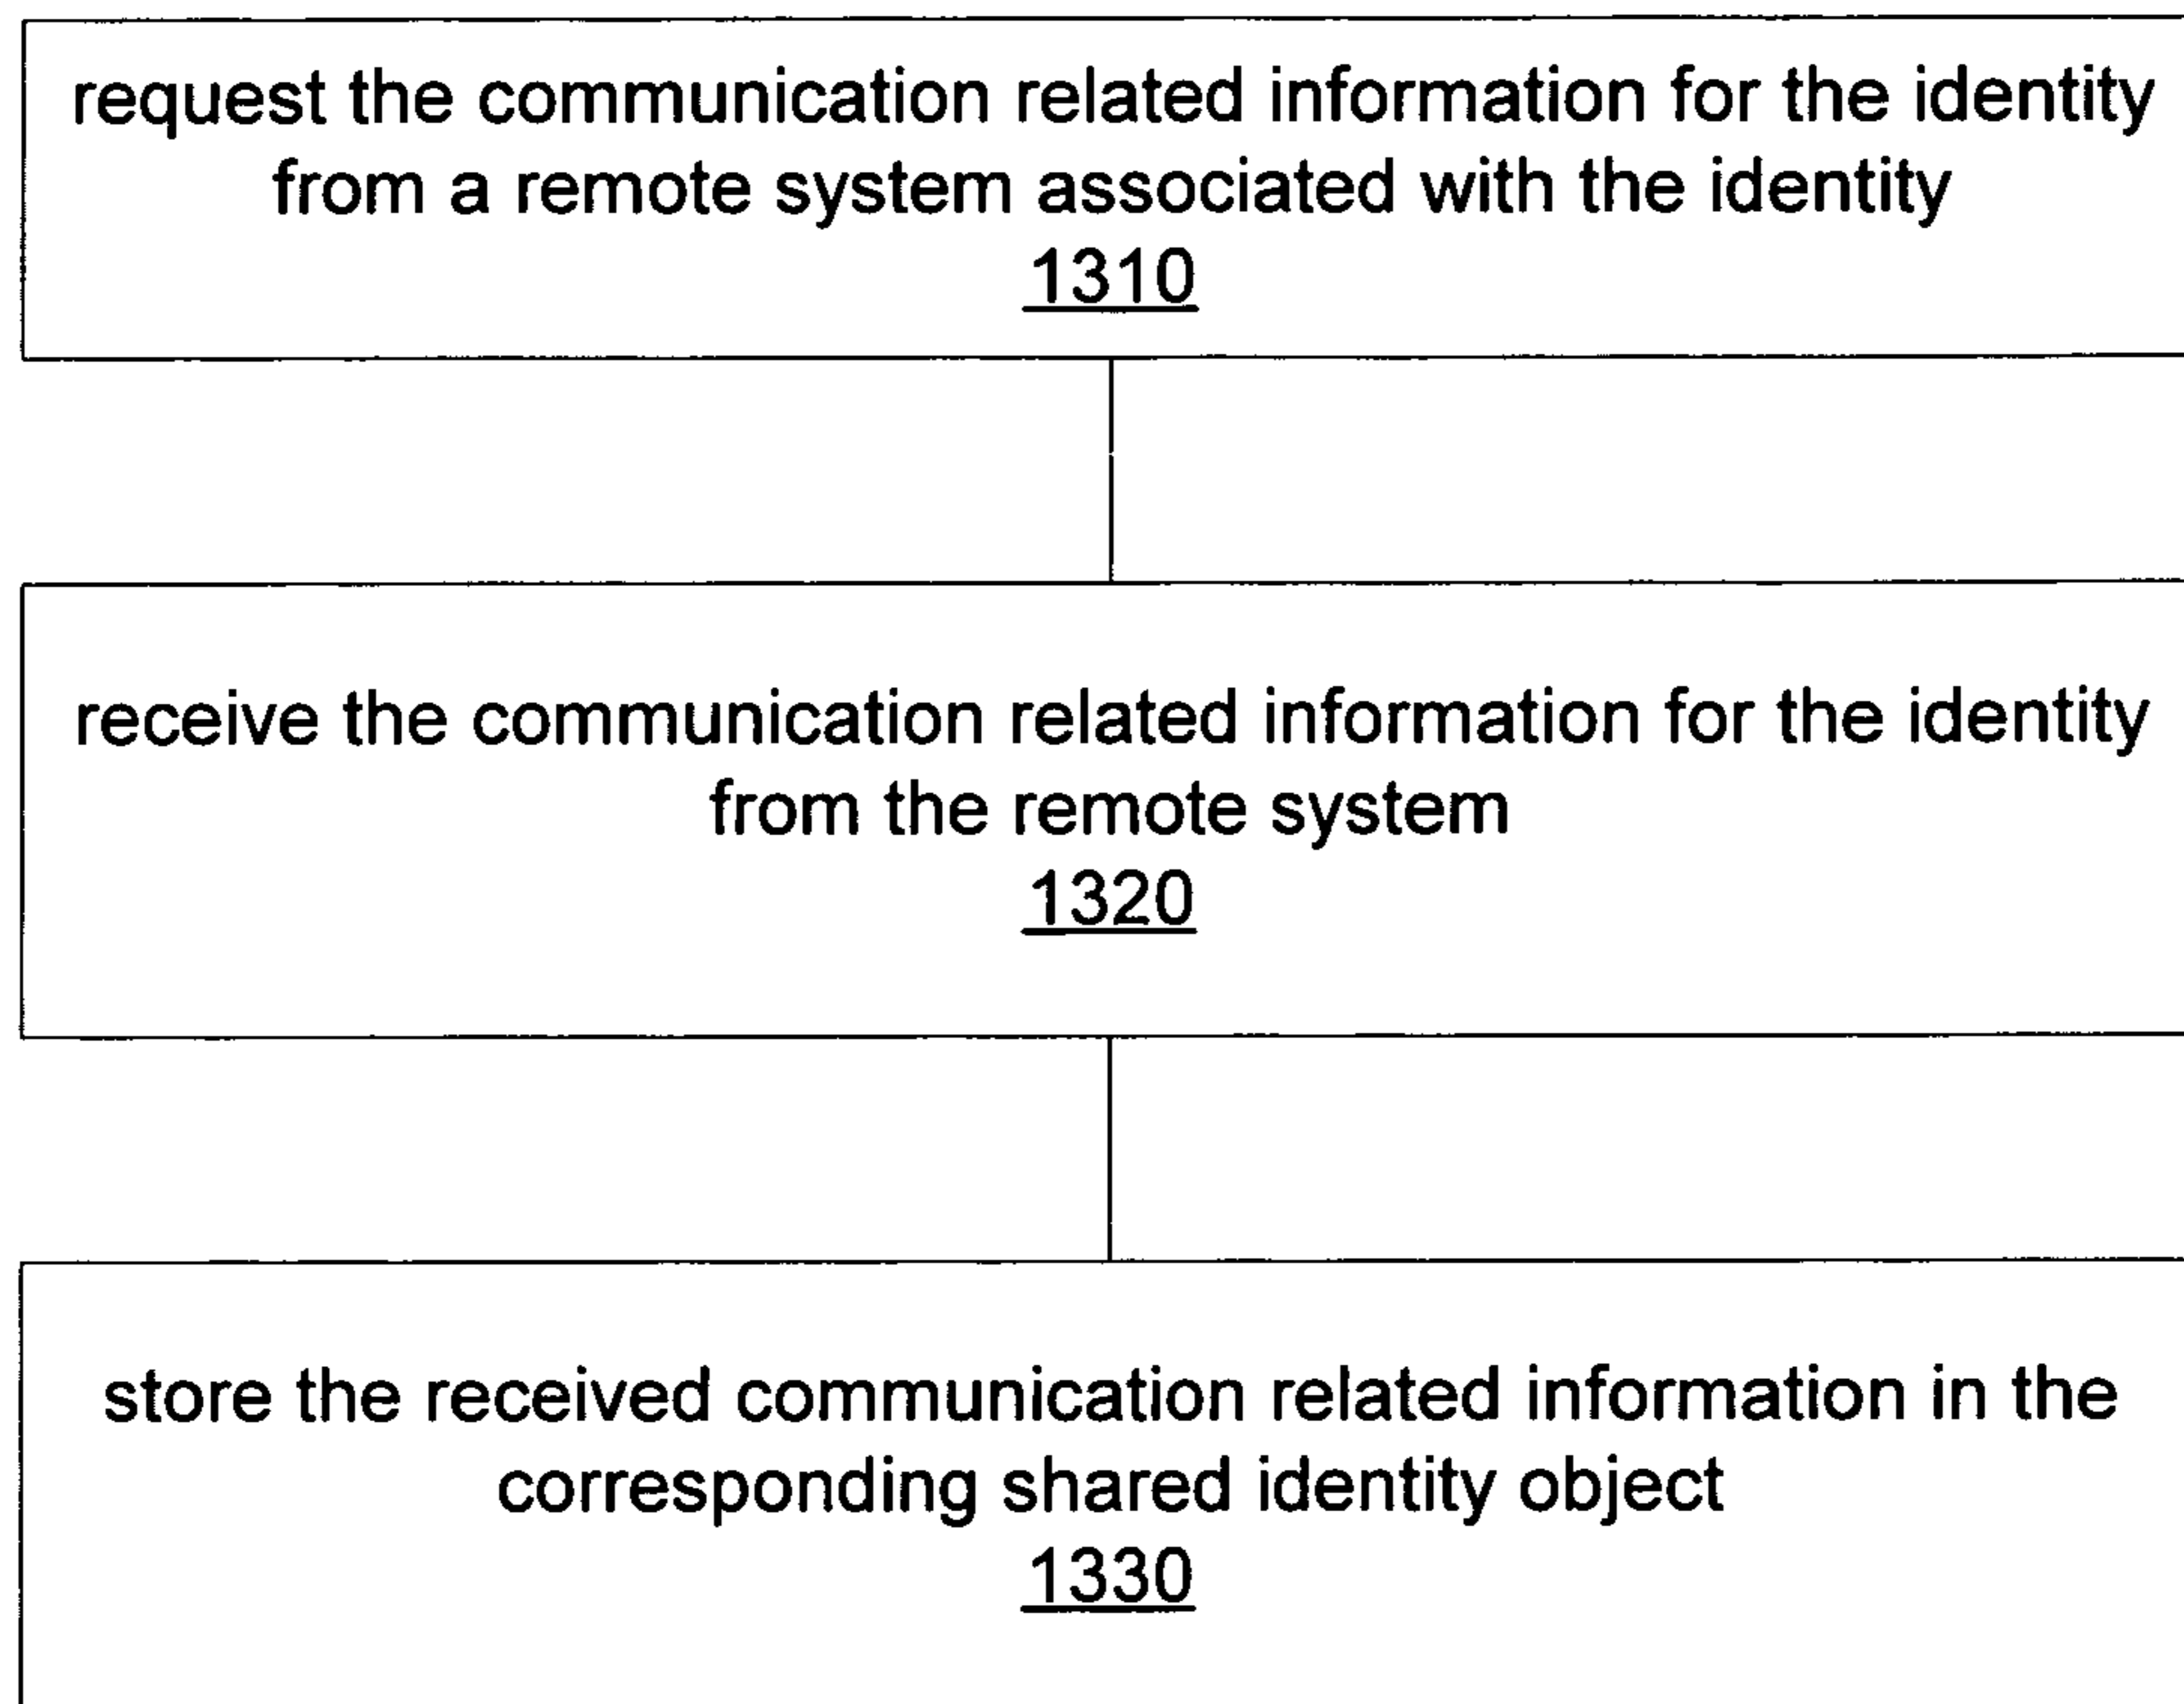 request the communication related information for the identity
from a remote system associated with the identity
1310
receive the communication related information for the identity
from the remote system
1320
store the received communication related information in the
corresponding shared identity object
1330